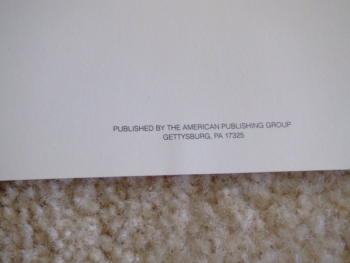 PUBLISHED BY THE AMERICAN PUBLISHING GROUP
GETTYSBURG, PA 17325